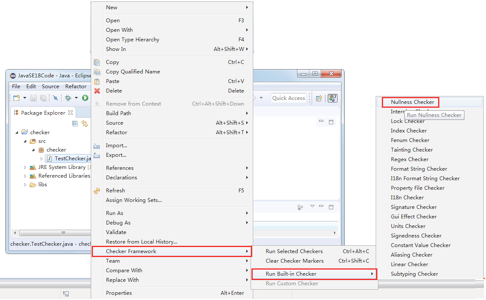 New
Open F3
Open With
Open Type Hierarchy F4
Show In Alt+Shift+W
Copy Ctrl+C
Copy Qualified Name
Paste Ctrl+V
Delete Delete
Remove from Context Ctrl+Alt+Shift+Down
Build Path
Source Alt+Shift+S
Refactor Alt+Shift+T
Import...
Export...
References
Declarations
Refresh F5
Assign Working Sets...
Run As
Debug As
Validate
Restore from Local History...
Checker Framework
Team
Compare With
Replace With
Properties Alt+Enter
JavaSE18Code - Java - Eclipse
File Edit Source Refactor
Quick Access
Package Explorer
checker
src
checker
TestChecker.ja
JRE System Library
Referenced Libraries
libs
checker.TestChecker.java - checker
Run Selected Checkers Ctrl+Alt+C
Clear Checker Markers Ctrl+Shift+C
Run Built-in Checker
Run Custom Checker
Nullness Checker
Run Nullness Checker
Lock Checker
Index Checker
Fenum Checker
Tainting Checker
Regex Checker
Format String Checker
I18n Format String Checker
Property File Checker
I18n Checker
Signature Checker
Gui Effect Checker
Units Checker
Signedness Checker
Constant Value Checker
Aliasing Checker
Linear Checker
Subtyping Checker